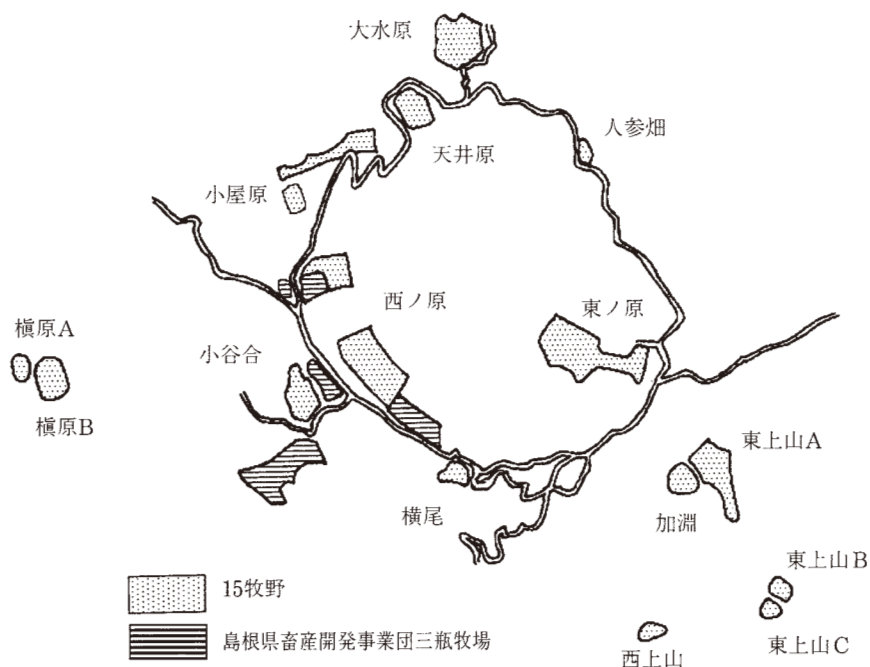 大水原
人参畑
天井原
小屋原
西ノ原
東ノ原
槇原A
小谷合
槇原B
東上山A
横尾
加淵
東上山B
15牧野
島根県畜産開発事業団三瓶牧場
西上山
東上山C